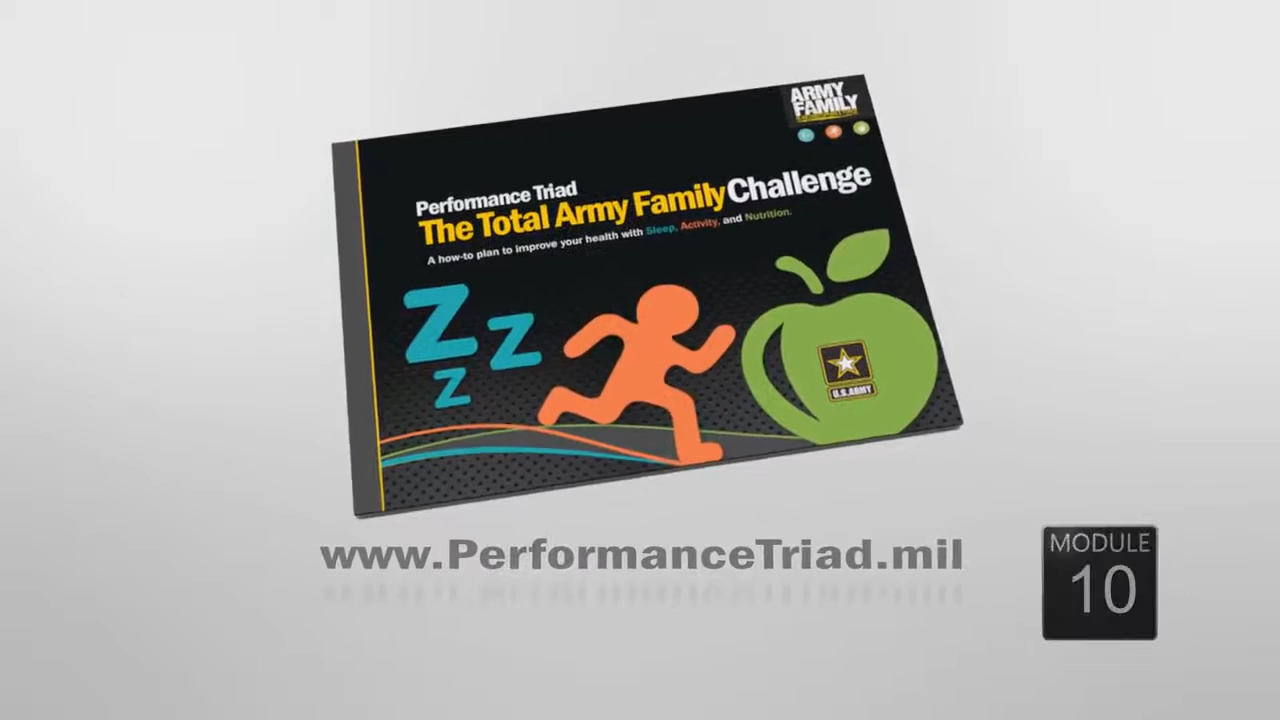 ARMY
FAMILY
Performance Triad
The Total Army Family Challenge
A how-to plan to improve your health with Sleep, Activity, and Nutrition.
Z Z
Z
U.S.ARMY
www.PerformanceTriad.mil
MODULE
10